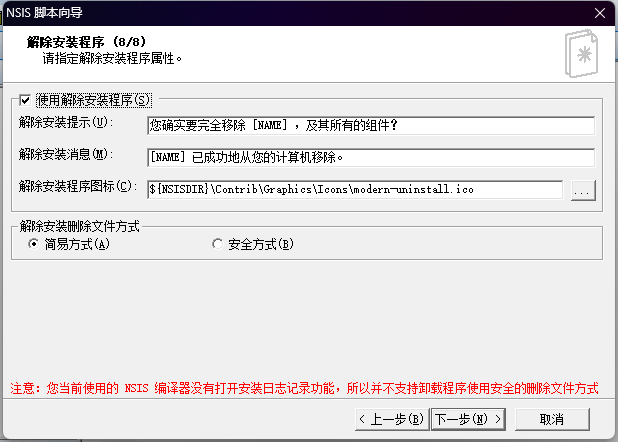 NSIS 脚本向导
解除安装程序 (8/8)
请指定解除安装程序属性。
使用解除安装程序(S)
解除安装提示(U):
您确实要完全移除 [NAME] ，及其所有的组件？
解除安装消息(M):
[NAME] 已成功地从您的计算机移除。
解除安装程序图标(C):
${NSISDIR}\Contrib\Graphics\Icons\modern-uninstall.ico
...
解除安装删除文件方式
简易方式(A)
安全方式(B)
注意：您当前使用的 NSIS 编译器没有打开安装日志记录功能，所以并不支持卸载程序使用安全的删除文件方式
< 上一步(B)
下一步(N) >
取消